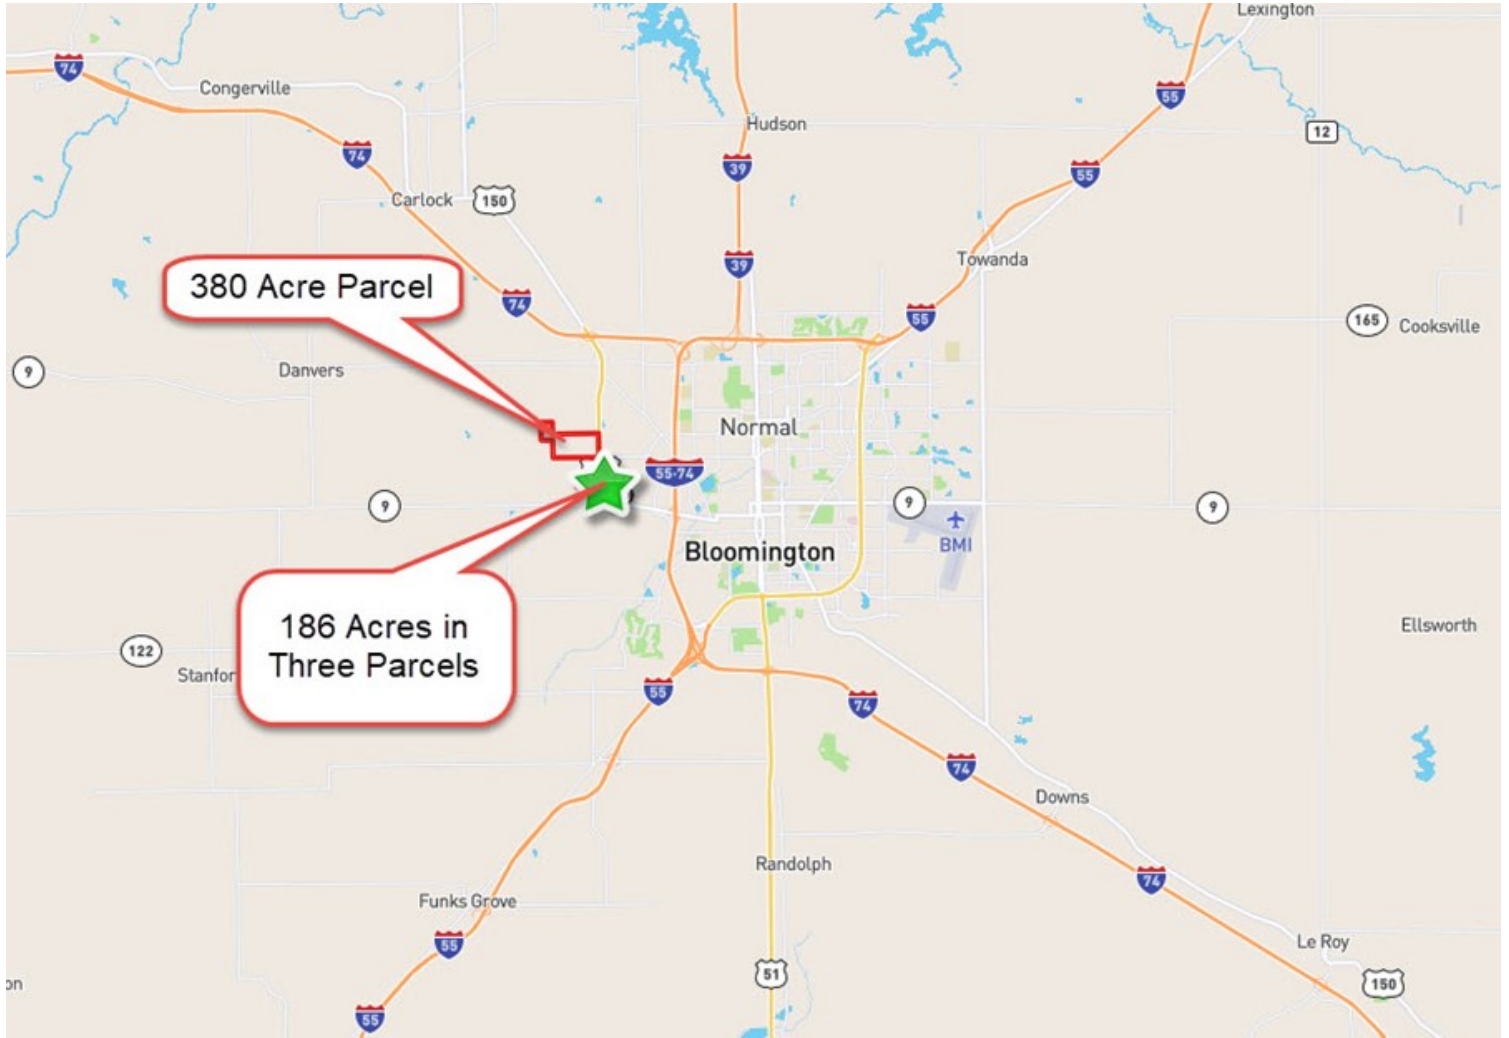 Lexington
74
Congerville
55
Hudson
12
74
39
55
Carlock
150
39
Towanda
380 Acre Parcel
74
55
165
Cooksville
9
Danvers
Normal
55-74
9
9
9
BMI
Bloomington
186 Acres in
Three Parcels
Ellsworth
122
Stanfor
55
74
74
Downs
Randolph
74
Funks Grove
55
Le Roy
51
150
on
55